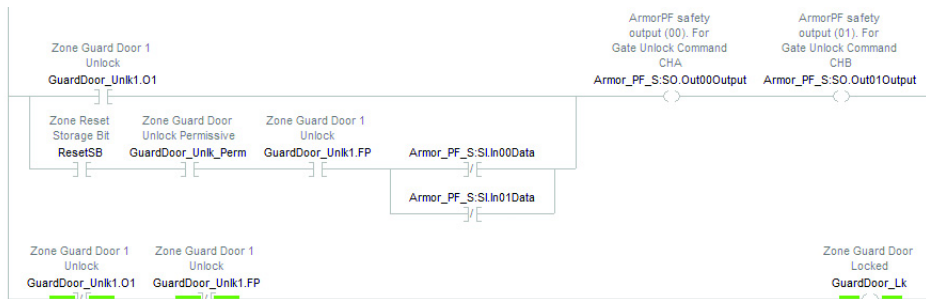 ArmorPF safety
output (00). For
Gate Unlock Command
CHA
Armor_PF_S:SO.Out00Output
ArmorPF safety
output (01). For
Gate Unlock Command
CHB
Armor_PF_S:SO.Out01Output
Zone Guard Door 1
Unlock
GuardDoor_Unlk1.O1
Zone Reset
Storage Bit
ResetSB
Zone Guard Door
Unlock Permissive
GuardDoor_Unlk_Perm
Zone Guard Door 1
Unlock
GuardDoor_Unlk1.FP
Armor_PF_S:SI.In00Data
Armor_PF_S:SI.In01Data
Zone Guard Door 1
Unlock
GuardDoor_Unlk1.O1
Zone Guard Door 1
Unlock
GuardDoor_Unlk1.FP
Zone Guard Door
Locked
GuardDoor_Lk